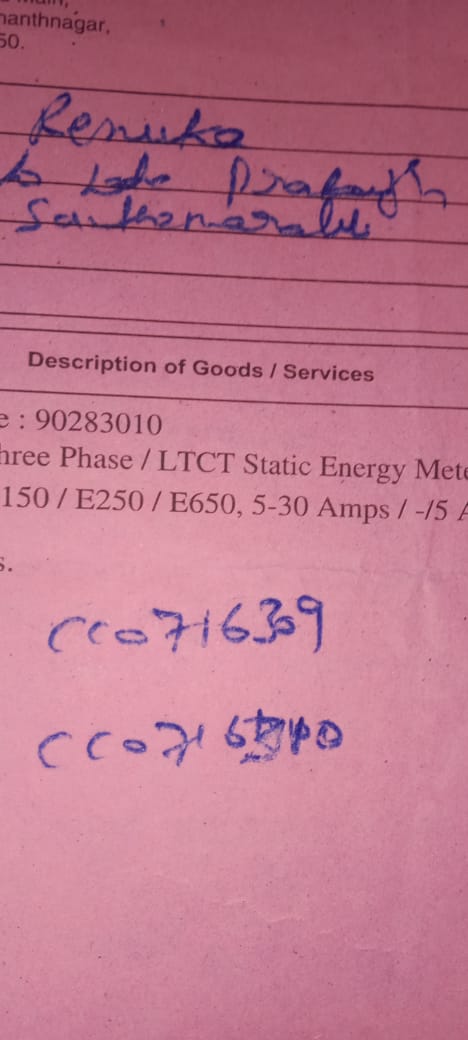 nanthnagar,
50.
Renuka
Santhemaralli
Description of Goods / Services
e : 90283010
hree Phase / LTCT Static Energy Mete
150 / E250 / E650, 5-30 Amps / -/5 A
s.
CC0716309